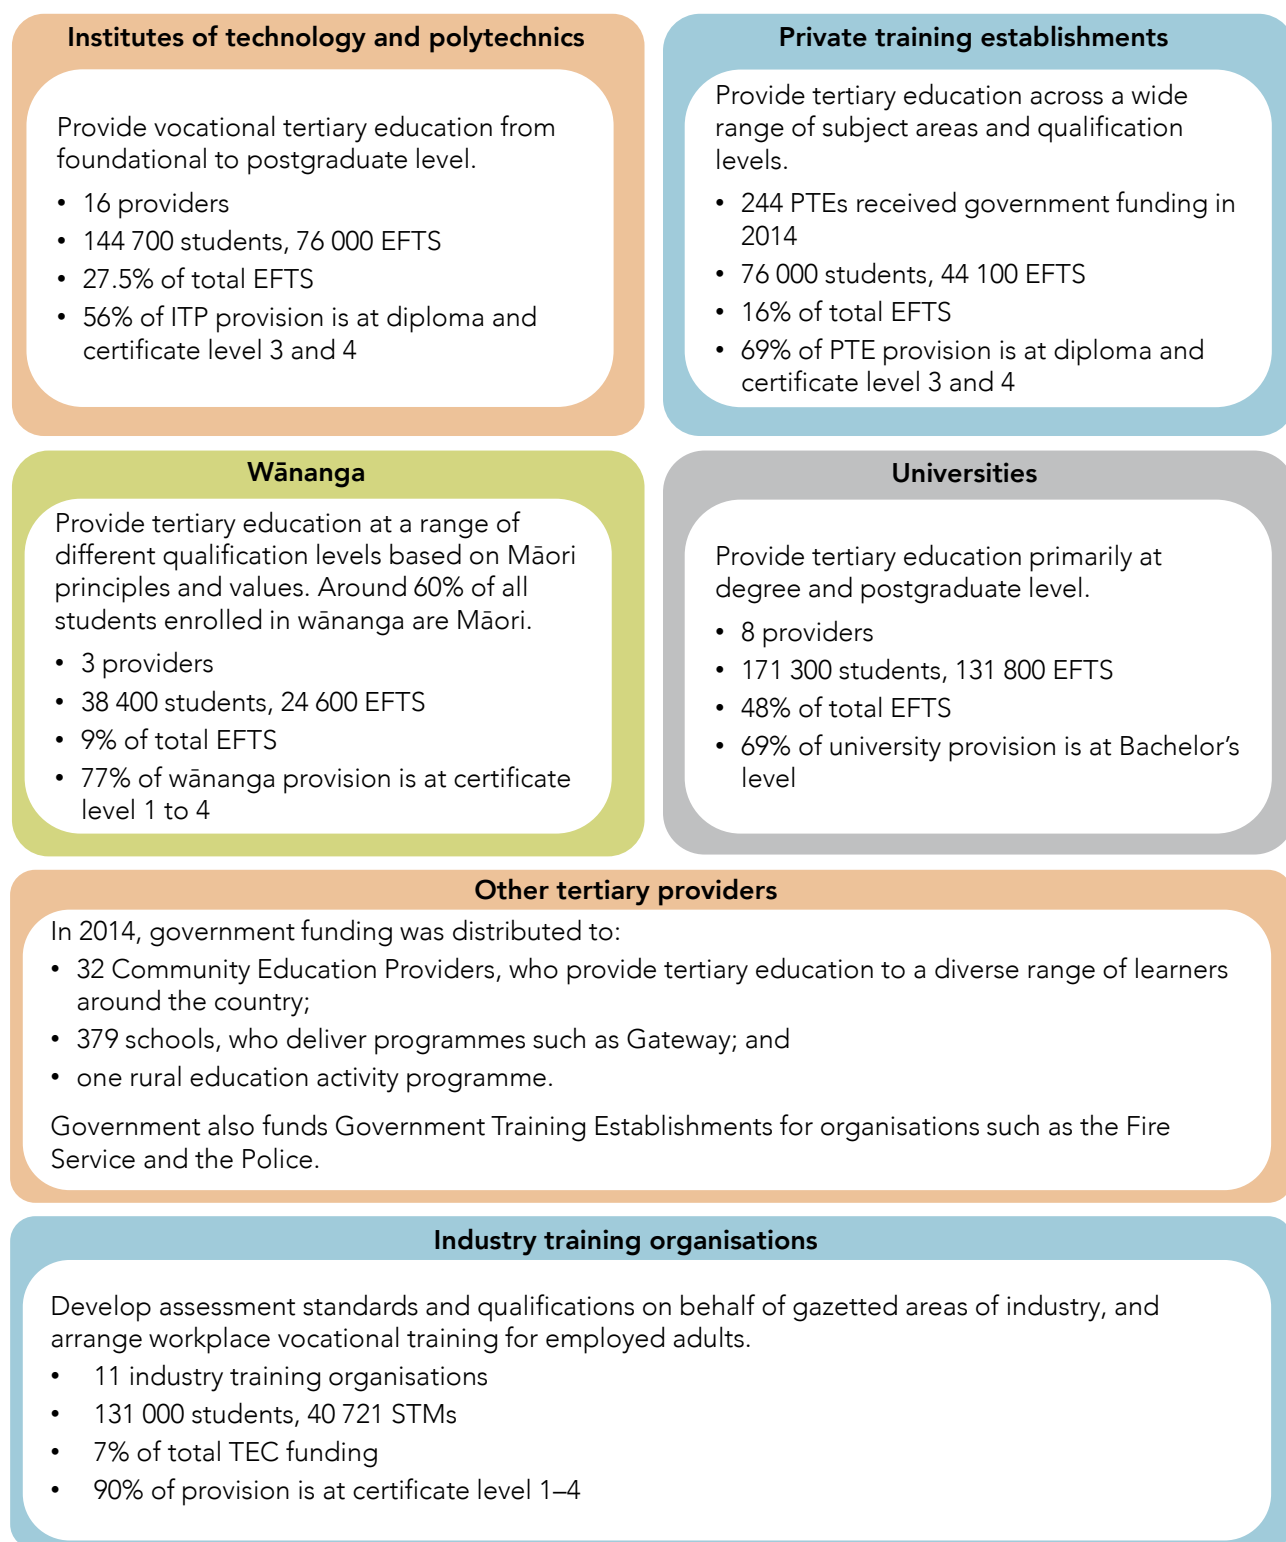 Institutes of technology and polytechnics
Provide vocational tertiary education from
foundational to postgraduate level.
• 16 providers
• 144 700 students, 76 000 EFTS
• 27.5% of total EFTS
• 56% of ITP provision is at diploma and
certificate level 3 and 4
Private training establishments
Provide tertiary education across a wide
range of subject areas and qualification
levels.
• 244 PTEs received government funding in
2014
• 76 000 students, 44 100 EFTS
• 16% of total EFTS
• 69% of PTE provision is at diploma and
certificate level 3 and 4
Wānanga
Provide tertiary education at a range of
different qualification levels based on Māori
principles and values. Around 60% of all
students enrolled in wānanga are Māori.
• 3 providers
• 38 400 students, 24 600 EFTS
• 9% of total EFTS
• 77% of wānanga provision is at certificate
level 1 to 4
Universities
Provide tertiary education primarily at
degree and postgraduate level.
• 8 providers
• 171 300 students, 131 800 EFTS
• 48% of total EFTS
• 69% of university provision is at Bachelor’s
level
Other tertiary providers
In 2014, government funding was distributed to:
• 32 Community Education Providers, who provide tertiary education to a diverse range of learners
around the country;
• 379 schools, who deliver programmes such as Gateway; and
• one rural education activity programme.
Government also funds Government Training Establishments for organisations such as the Fire
Service and the Police.
Industry training organisations
Develop assessment standards and qualifications on behalf of gazetted areas of industry, and
arrange workplace vocational training for employed adults.
• 11 industry training organisations
• 131 000 students, 40 721 STMs
• 7% of total TEC funding
• 90% of provision is at certificate level 1–4